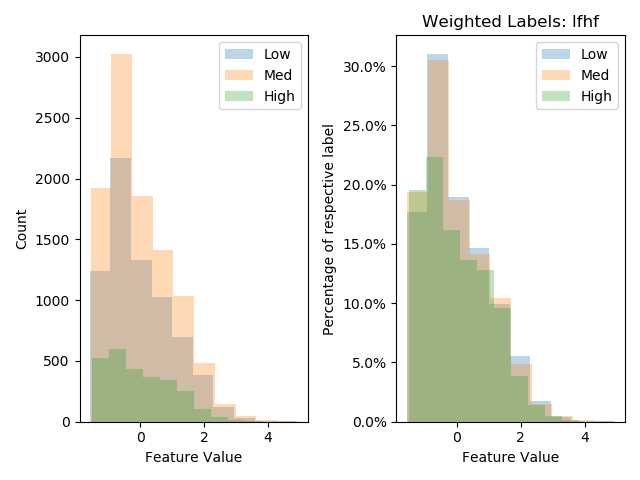 3000
2500
2000
1500
1000
500
0
Count
0 2 4
Feature Value
Low
Med
High
Weighted Labels: lfhf
30.0%
25.0%
20.0%
15.0%
10.0%
5.0%
0.0%
Percentage of respective label
0 2 4
Feature Value
Low
Med
High